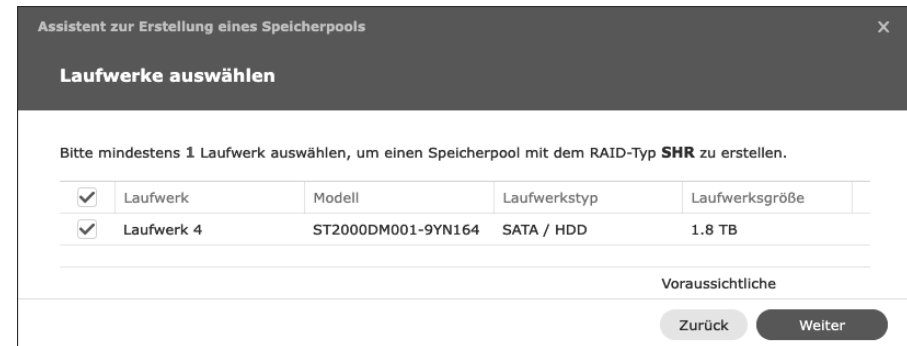 Assistent zur Erstellung eines Speicherpools
Laufwerke auswählen
Bitte mindestens 1 Laufwerk auswählen, um einen Speicherpool mit dem RAID-Typ SHR zu erstellen.
Laufwerk Modell Laufwerkstyp Laufwerksgröße
Laufwerk 4 ST2000DM001-9YN164 SATA / HDD 1.8 TB
Voraussichtliche
Zurück Weiter